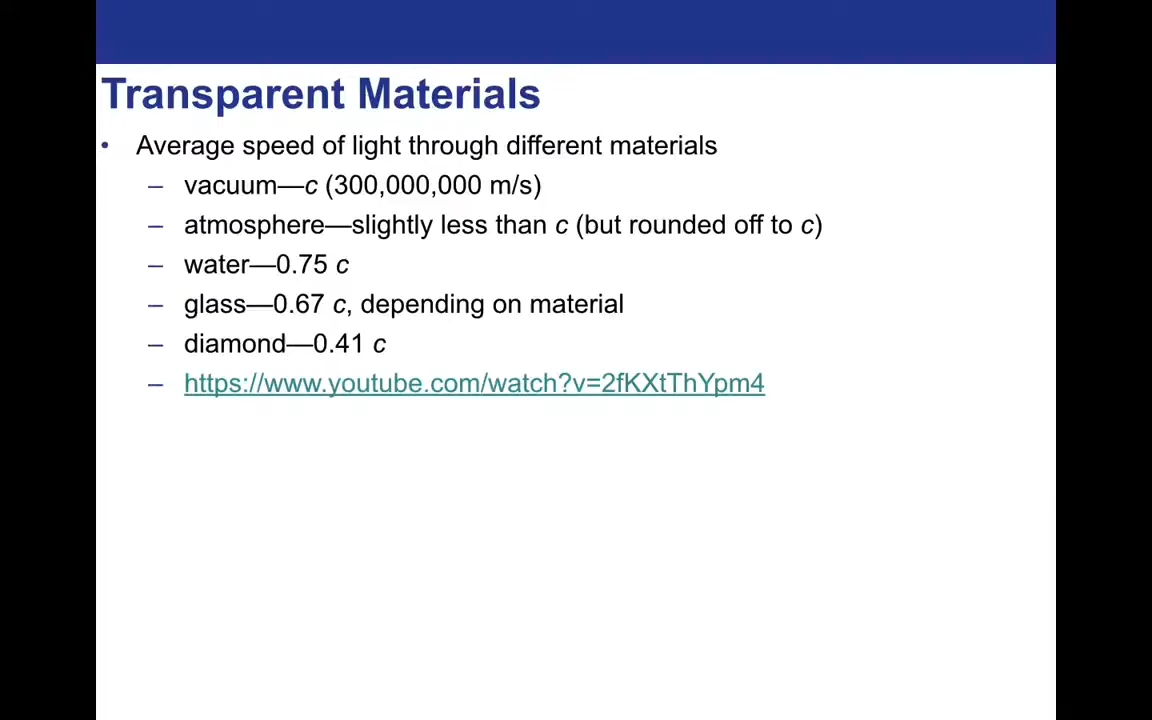 Transparent Materials
• Average speed of light through different materials
– vacuum—c (300,000,000 m/s)
– atmosphere—slightly less than c (but rounded off to c)
– water—0.75 c
– glass—0.67 c, depending on material
– diamond—0.41 c
– https://www.youtube.com/watch?v=2fKXtThYpm4